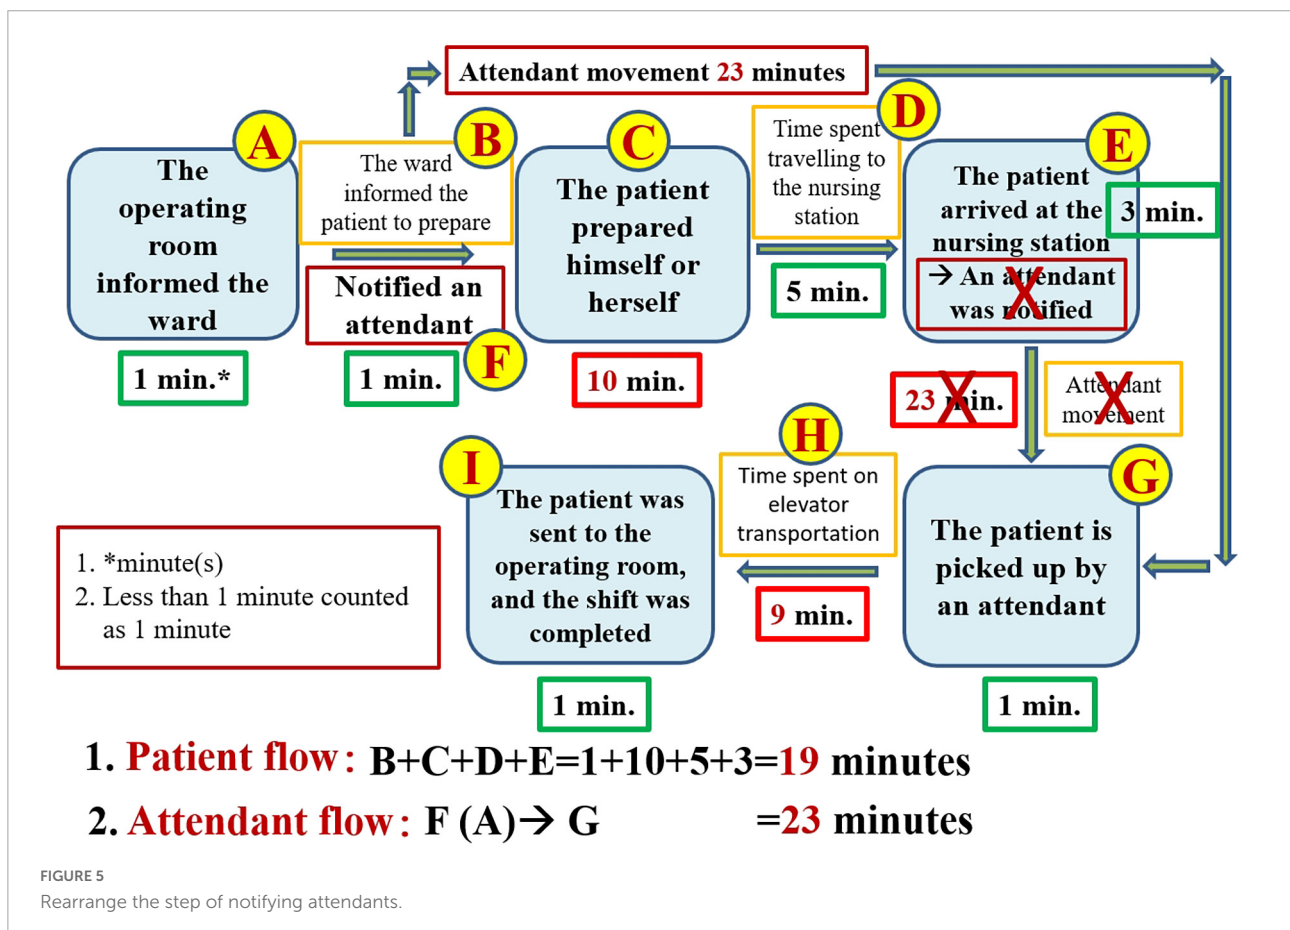 Attendant movement 23 minutes
A
The
operating
room
informed the
ward
1 min.*
B
The ward
informed the
patient to prepare
Notified an
attendant
F
1 min.
C
The patient
prepared
himself or
herself
10 min.
D
Time spent
travelling to
the nursing
station
5 min.
E
The patient
arrived at the
nursing station
→ An attendant
was notified
X
3 min.
23 min.
X
Attendant
movement
X
G
The patient is
picked up by
an attendant
1 min.
H
Time spent on
elevator
transportation
9 min.
I
The patient was
sent to the
operating room,
and the shift was
completed
1 min.
1. *minute(s)
2. Less than 1 minute counted
as 1 minute
1. Patient flow: B+C+D+E=1+10+5+3=19 minutes
2. Attendant flow: F (A)→ G =23 minutes
FIGURE 5
Rearrange the step of notifying attendants.